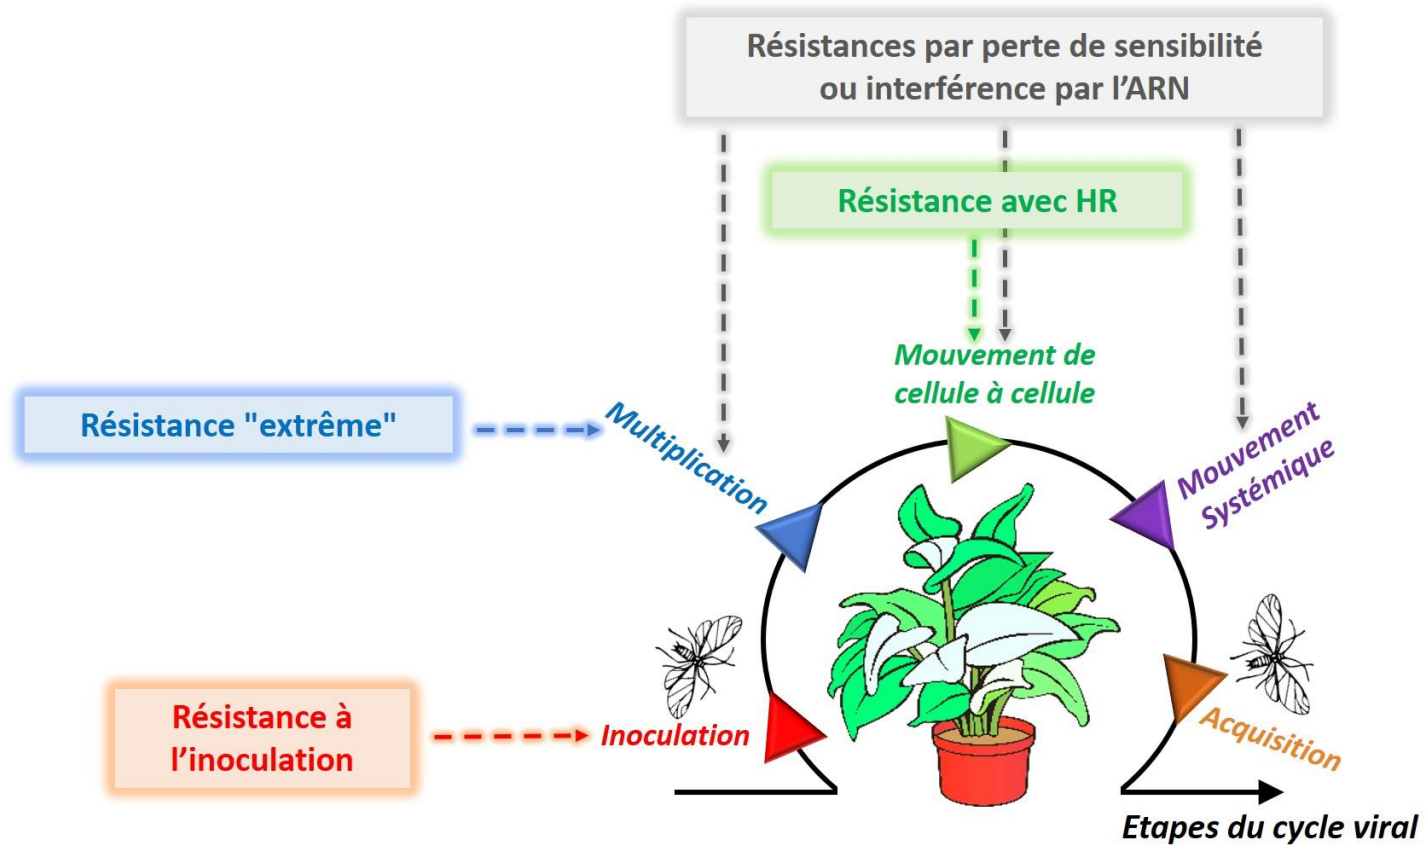 Résistances par perte de sensibilité
ou interférence par l’ARN
Résistance avec HR
Mouvement de
cellule à cellule
Résistance "extrême"
Multiplication
Mouvement
Systémique
Résistance à
l’inoculation
Inoculation
Acquisition
Etapes du cycle viral